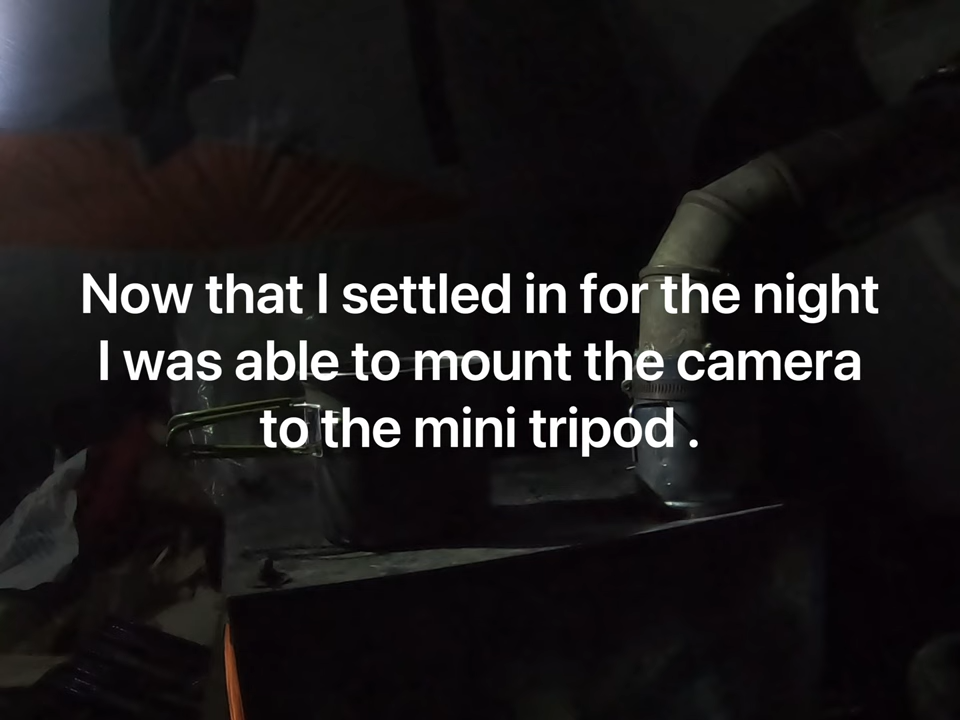 Now that I settled in for the night
I was able to mount the camera
to the mini tripod .